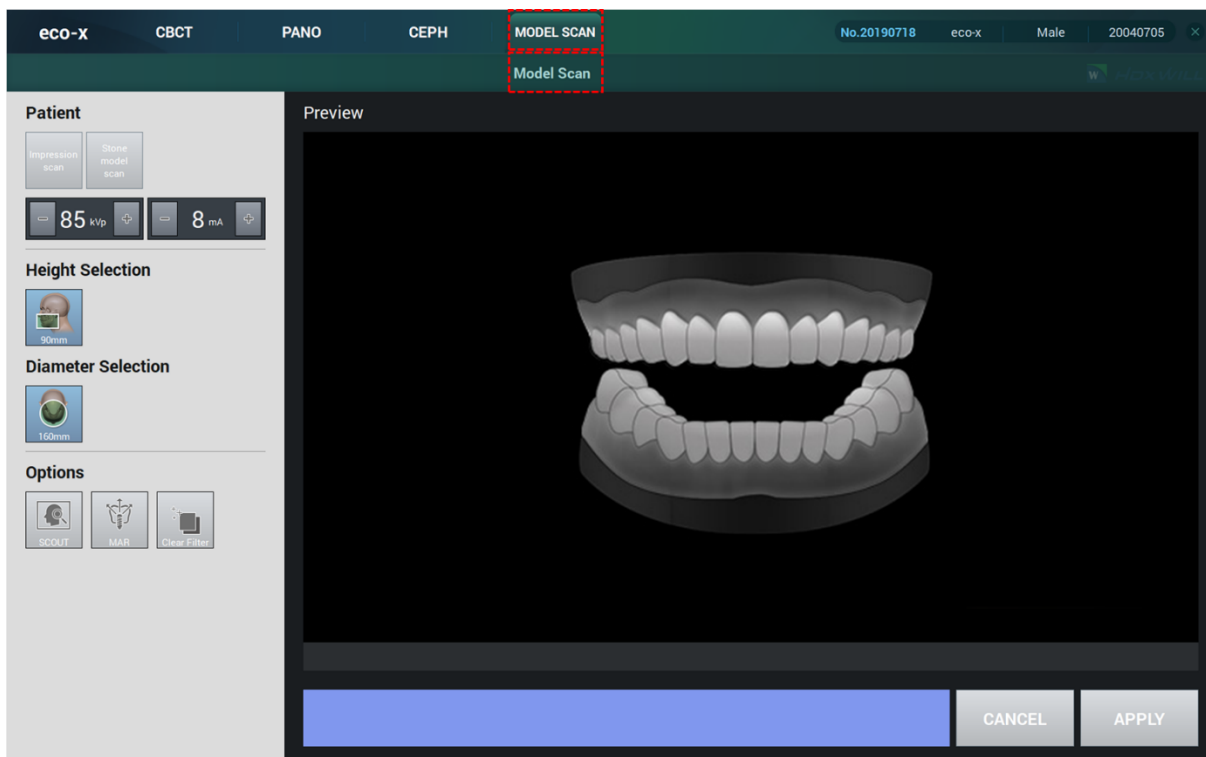 eco-x CBCT PANO CEPH MODEL SCAN No.20190718 eco-x Male 20040705 ×
Model Scan
Patient
Preview
Impression
scan
Stone
model
scan
85 kVp
8 mA
Height Selection
90mm
Diameter Selection
160mm
Options
SCOUT
MAR
Clear Filter
CANCEL
APPLY